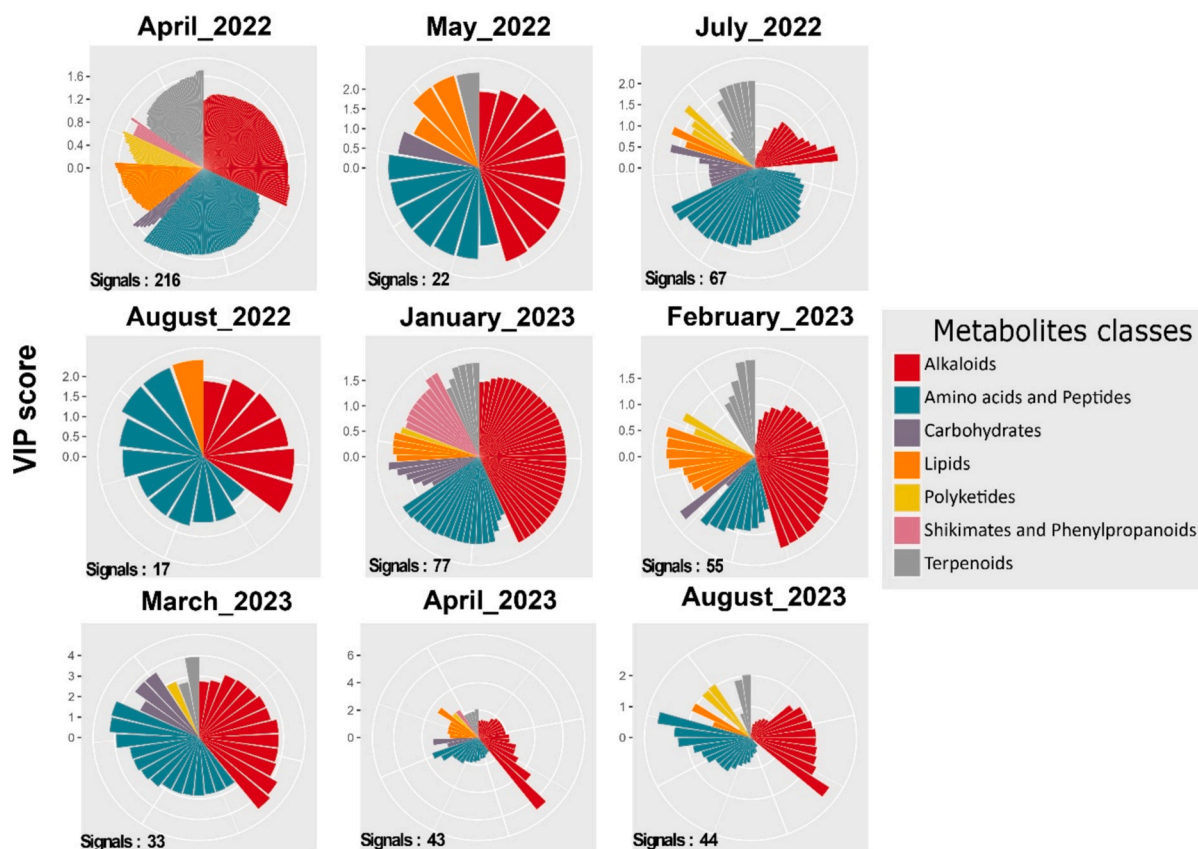 April_2022
May_2022
July_2022
1.6
1.2
0.8
0.4
0.0
Signals : 216
2.0
1.5
1.0
0.5
0.0
Signals : 22
2.0
1.5
1.0
0.5
0.0
Signals : 67
VIP score
August_2022
January_2023
February_2023
2.0
1.5
1.0
0.5
0.0
Signals : 17
1.5
1.0
0.5
0.0
Signals : 77
1.5
1.0
0.5
0.0
Signals : 55
Metabolites classes
Alkaloids
Amino acids and Peptides
Carbohydrates
Lipids
Polyketides
Shikimates and Phenylpropanoids
Terpenoids
March_2023
April_2023
August_2023
4
3
2
1
0
Signals : 33
6
4
2
0
Signals : 43
2
1
0
Signals : 44